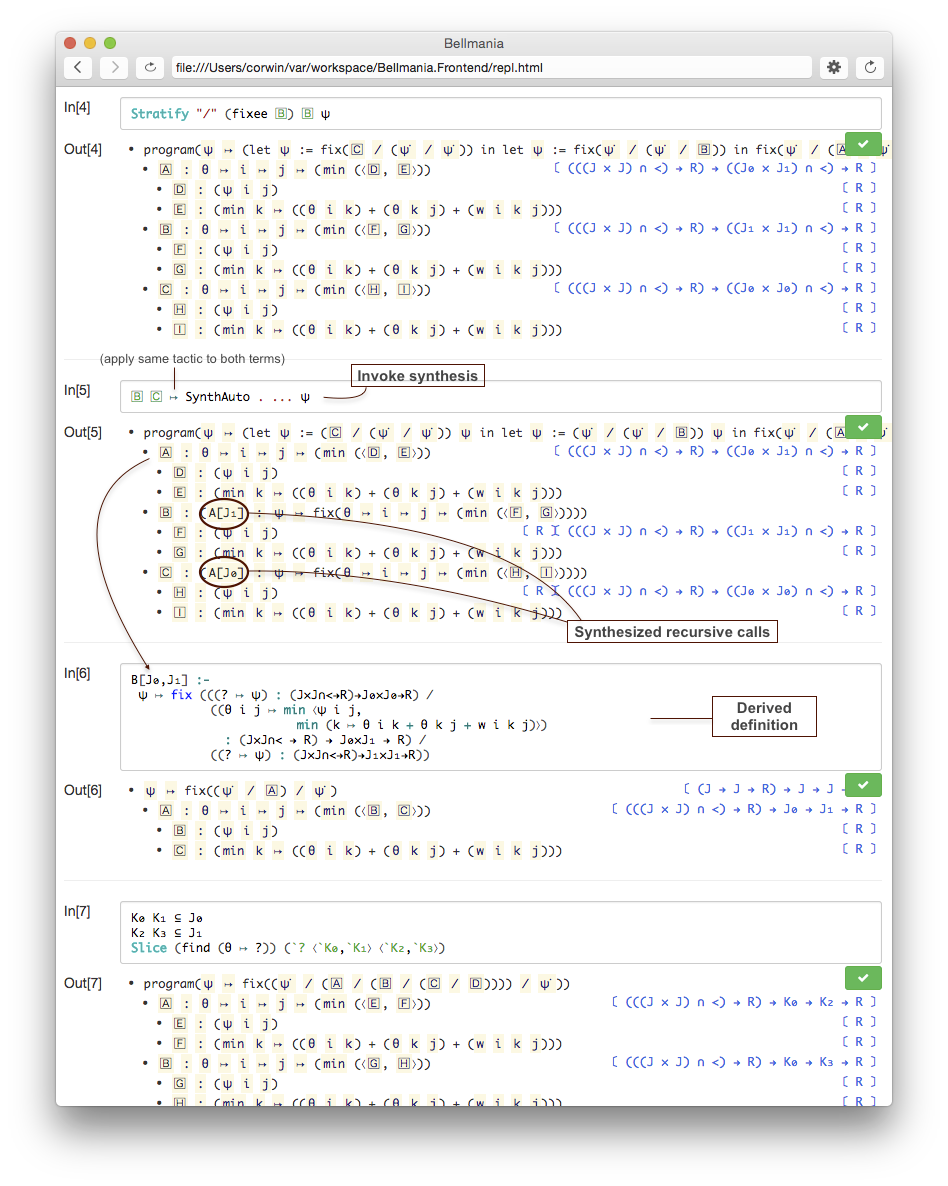 Bellmania
file:///Users/corwin/var/workspace/Bellmania.Frontend/repl.html
In[4]
Stratify "/" (fixee B) B ψ
Out[4]
• program(ψ ↦ (let ψ := fix(C / (ψ / ψ)) in let ψ := fix(ψ / (ψ / B)) in fix(ψ / (A
• A : θ ↦ i ↦ j ↦ (min (⟨D, E⟩)) 〔 (((J × J) ∩ <) → R) → ((J₀ × J₁) ∩ <) → R 〕
• D : (ψ i j) 〔 R 〕
• E : (min k ↦ ((θ i k) + (θ k j) + (w i k j))) 〔 R 〕
• B : θ ↦ i ↦ j ↦ (min (⟨F, G⟩)) 〔 (((J × J) ∩ <) → R) → ((J₁ × J₁) ∩ <) → R 〕
• F : (ψ i j) 〔 R 〕
• G : (min k ↦ ((θ i k) + (θ k j) + (w i k j))) 〔 R 〕
• C : θ ↦ i ↦ j ↦ (min (⟨H, I⟩)) 〔 (((J × J) ∩ <) → R) → ((J₀ × J₀) ∩ <) → R 〕
• H : (ψ i j) 〔 R 〕
• I : (min k ↦ ((θ i k) + (θ k j) + (w i k j))) 〔 R 〕
(apply same tactic to both terms)
Invoke synthesis
In[5]
B C ↦ SynthAuto . ... ψ
Out[5]
• program(ψ ↦ (let ψ := (C / (ψ / ψ)) ψ in let ψ := (ψ / (ψ / B)) ψ in fix(ψ / (A
• A : θ ↦ i ↦ j ↦ (min (⟨D, E⟩)) 〔 (((J × J) ∩ <) → R) → ((J₀ × J₁) ∩ <) → R 〕
• D : (ψ i j) 〔 R 〕
• E : (min k ↦ ((θ i k) + (θ k j) + (w i k j))) 〔 R 〕
• B : (A[J₁] : ψ ↦ fix(θ ↦ i ↦ j ↦ (min (⟨F, G⟩))))
• F : (ψ i j) 〔 R 〕 (((J × J) ∩ <) → R) → ((J₁ × J₁) ∩ <) → R 〕
• G : (min k ↦ ((θ i k) + (θ k j) + (w i k j))) 〔 R 〕
• C : (A[J₀] : ψ ↦ fix(θ ↦ i ↦ j ↦ (min (⟨H, I⟩))))
• H : (ψ i j) 〔 R 〕 (((J × J) ∩ <) → R) → ((J₀ × J₀) ∩ <) → R 〕
• I : (min k ↦ ((θ i k) + (θ k j) + (w i k j))) 〔 R 〕
Synthesized recursive calls
In[6]
B[J₀,J₁] :-
ψ ↦ fix (((? ↦ ψ) : (J×J∩<→R)→J₀×J₀→R) /
((θ i j ↦ min ⟨ψ i j,
min (k ↦ θ i k + θ k j + w i k j)⟩)
: (J×J∩< → R) → J₀×J₁ → R) /
((? ↦ ψ) : (J×J∩<→R)→J₁×J₁→R))
Derived
definition
Out[6]
• ψ ↦ fix((ψ / A) / ψ) 〔 (J → J → R) → J → J
• A : θ ↦ i ↦ j ↦ (min (⟨B, C⟩)) 〔 (((J × J) ∩ <) → R) → J₀ → J₁ → R 〕
• B : (ψ i j) 〔 R 〕
• C : (min k ↦ ((θ i k) + (θ k j) + (w i k j))) 〔 R 〕
In[7]
K₀ K₁ ⊆ J₀
K₂ K₃ ⊆ J₁
Slice (find (θ ↦ ?)) (`? ⟨`K₀,`K₁⟩ ⟨`K₂,`K₃⟩)
Out[7]
• program(ψ ↦ fix((ψ / (A / (B / (C / D)))) / ψ))
• A : θ ↦ i ↦ j ↦ (min (⟨E, F⟩)) 〔 (((J × J) ∩ <) → R) → K₀ → K₂ → R 〕
• E : (ψ i j) 〔 R 〕
• F : (min k ↦ ((θ i k) + (θ k j) + (w i k j))) 〔 R 〕
• B : θ ↦ i ↦ j ↦ (min (⟨G, H⟩)) 〔 (((J × J) ∩ <) → R) → K₀ → K₃ → R 〕
• G : (ψ i j) 〔 R 〕
• H : (min k ↦ ((θ i k) + (θ k j) + (w i k j))) 〔 R 〕